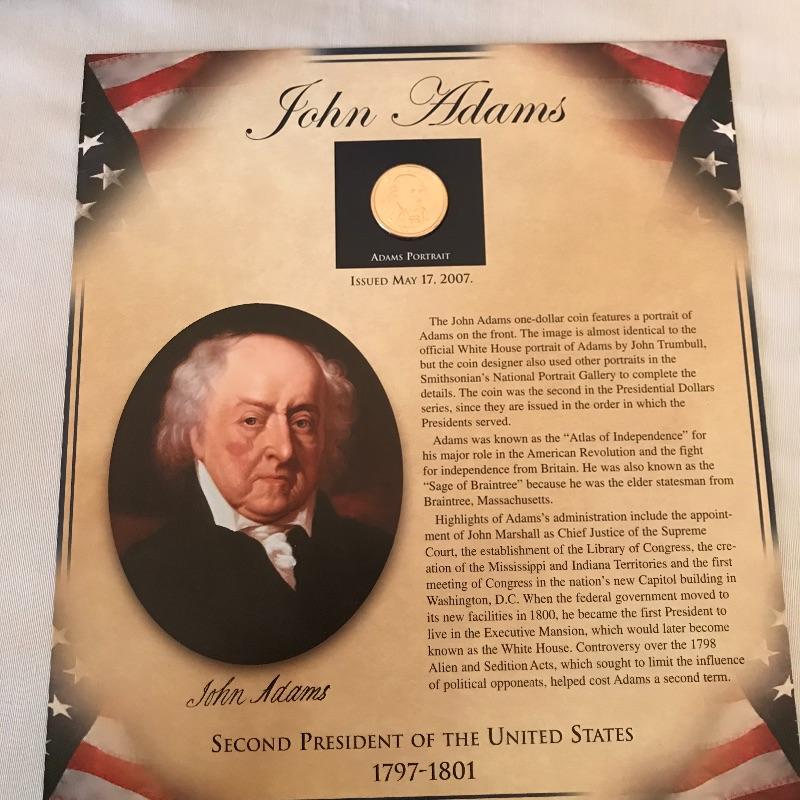 John Adams
ADAMS PORTRAIT
ISSUED MAY 17, 2007.
The John Adams one-dollar coin features a portrait of
Adams on the front. The image is almost identical to the
official White House portrait of Adams by John Trumbull,
but the coin designer also used other portraits in the
Smithsonian's National Portrait Gallery to complete the
details. The coin was the second in the Presidential Dollars
series, since they are issued in the order in which the
Presidents served.
Adams was known as the “Atlas of Independence” for
his major role in the American Revolution and the fight
for independence from Britain. He was also known as the
“Sage of Braintree” because he was the elder statesman from
Braintree, Massachusetts.
Highlights of Adams's administration include the appoint-
ment of John Marshall as Chief Justice of the Supreme
Court, the establishment of the Library of Congress, the cre-
ation of the Mississippi and Indiana Territories and the first
meeting of Congress in the nation's new Capitol building in
Washington, D.C. When the federal government moved to
its new facilities in 1800, he became the first President to
live in the Executive Mansion, which would later become
known as the White House. Controversy over the 1798
Alien and Sedition Acts, which sought to limit the influence
of political opponents, helped cost Adams a second term.
John Adams
SECOND PRESIDENT OF THE UNITED STATES
1797-1801